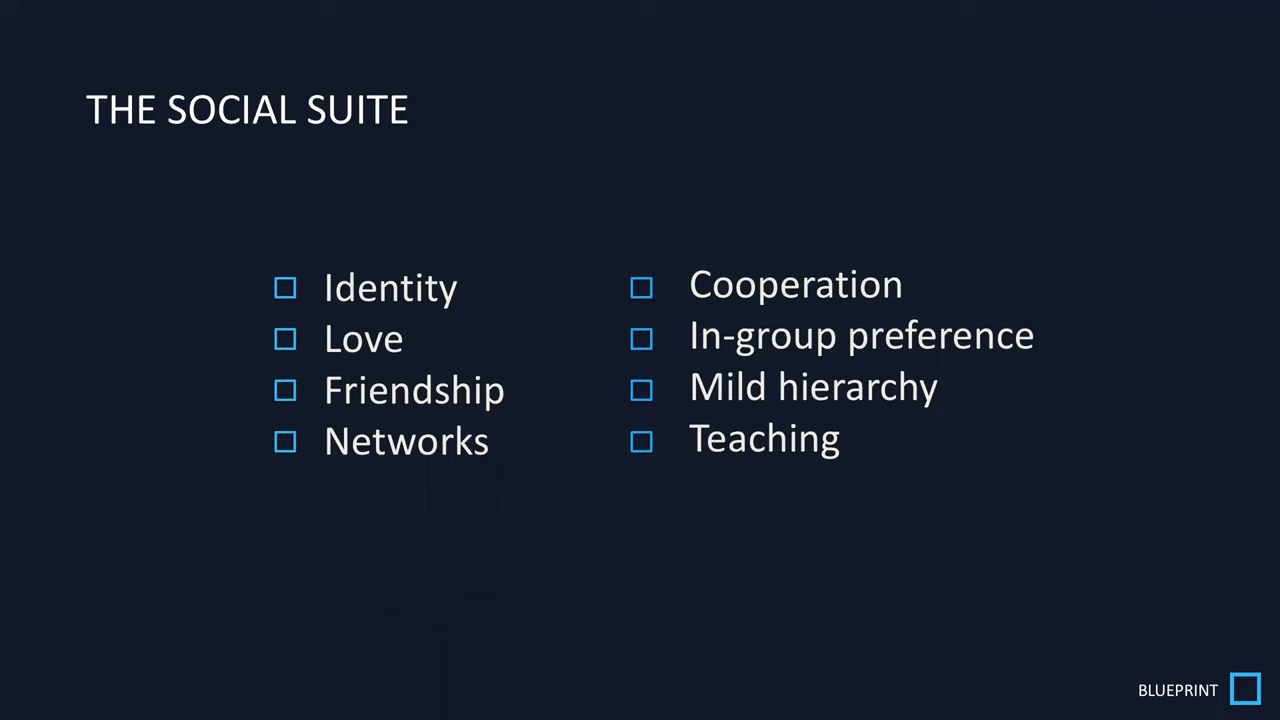 THE SOCIAL SUITE
Identity
Love
Friendship
Networks
Cooperation
In-group preference
Mild hierarchy
Teaching
BLUEPRINT